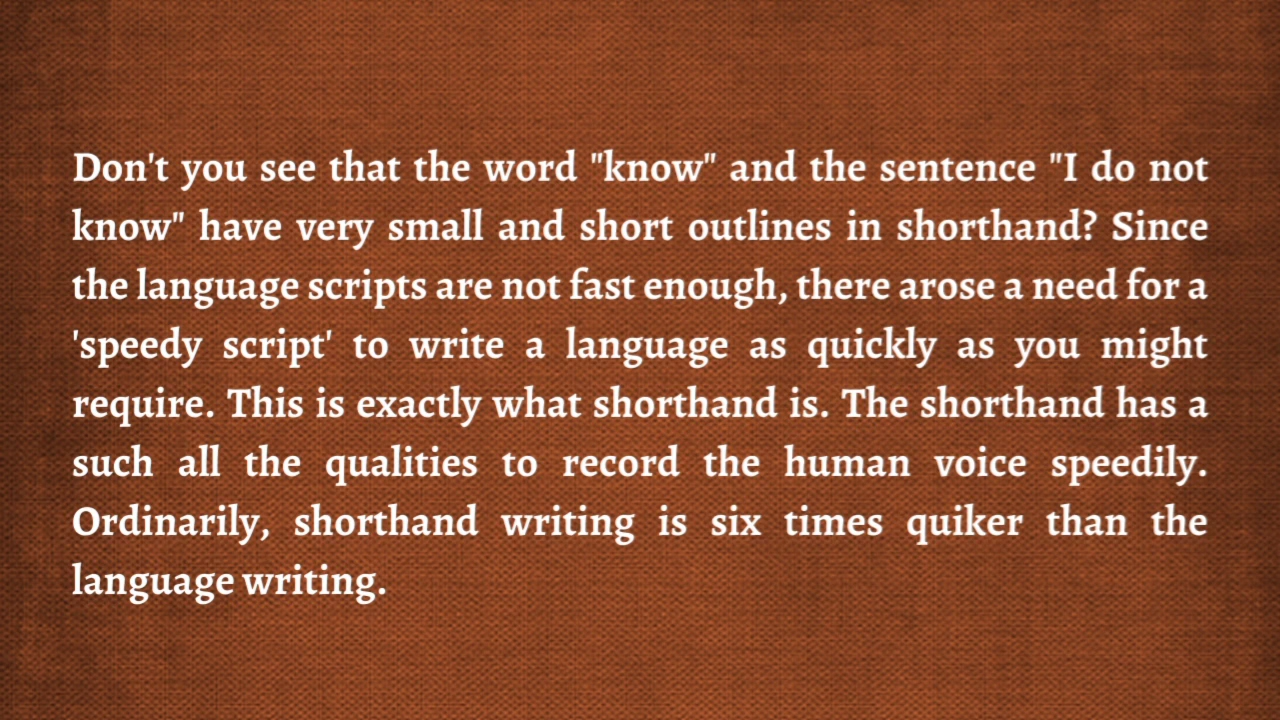 Don't you see that the word "know" and the sentence "I do not
know" have very small and short outlines in shorthand? Since
the language scripts are not fast enough, there arose a need for a
'speedy script' to write a language as quickly as you might
require. This is exactly what shorthand is. The shorthand has a
such all the qualities to record the human voice speedily.
Ordinarily, shorthand writing is six times quiker than the
language writing.